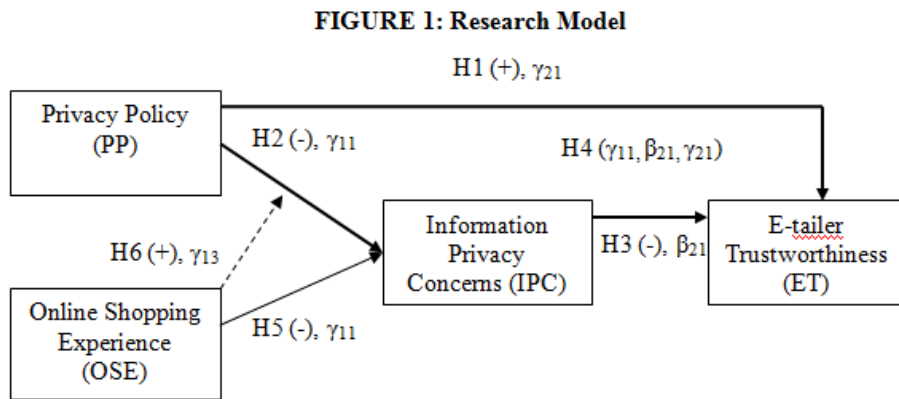 FIGURE 1: Research Model
H1 (+), γ21
Privacy Policy
(PP)
H2 (-), γ11
H4 (γ11, β21, γ21)
Information
Privacy
Concerns (IPC)
H3 (-), β21
E-tailer
Trustworthiness
(ET)
H6 (+), γ13
Online Shopping
Experience
(OSE)
H5 (-), γ11